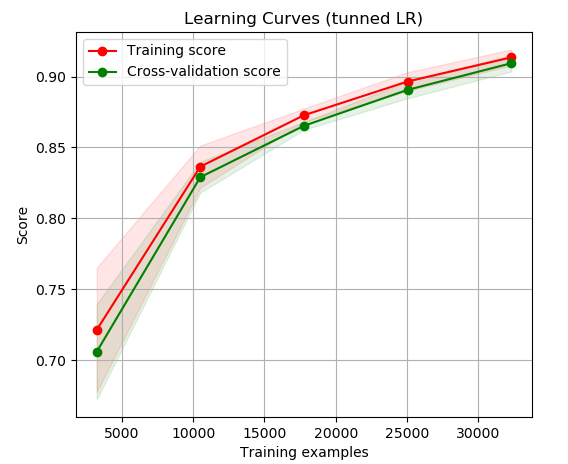 Learning Curves (tunned LR)
Training score
Cross-validation score
0.90
0.85
0.80
0.75
0.70
Score
5000 10000 15000 20000 25000 30000
Training examples